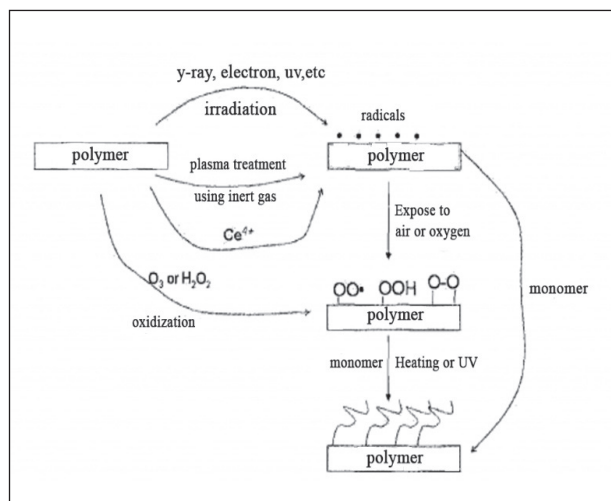 y-ray, electron, uv,etc
irradiation
radicals
polymer
polymer
plasma treatment
using inert gas
Ce⁴⁺
Expose to
air or oxygen
O₃ or H₂O₂
oxidization
OO• OOH O-O
polymer
monomer
monomer Heating or UV
polymer